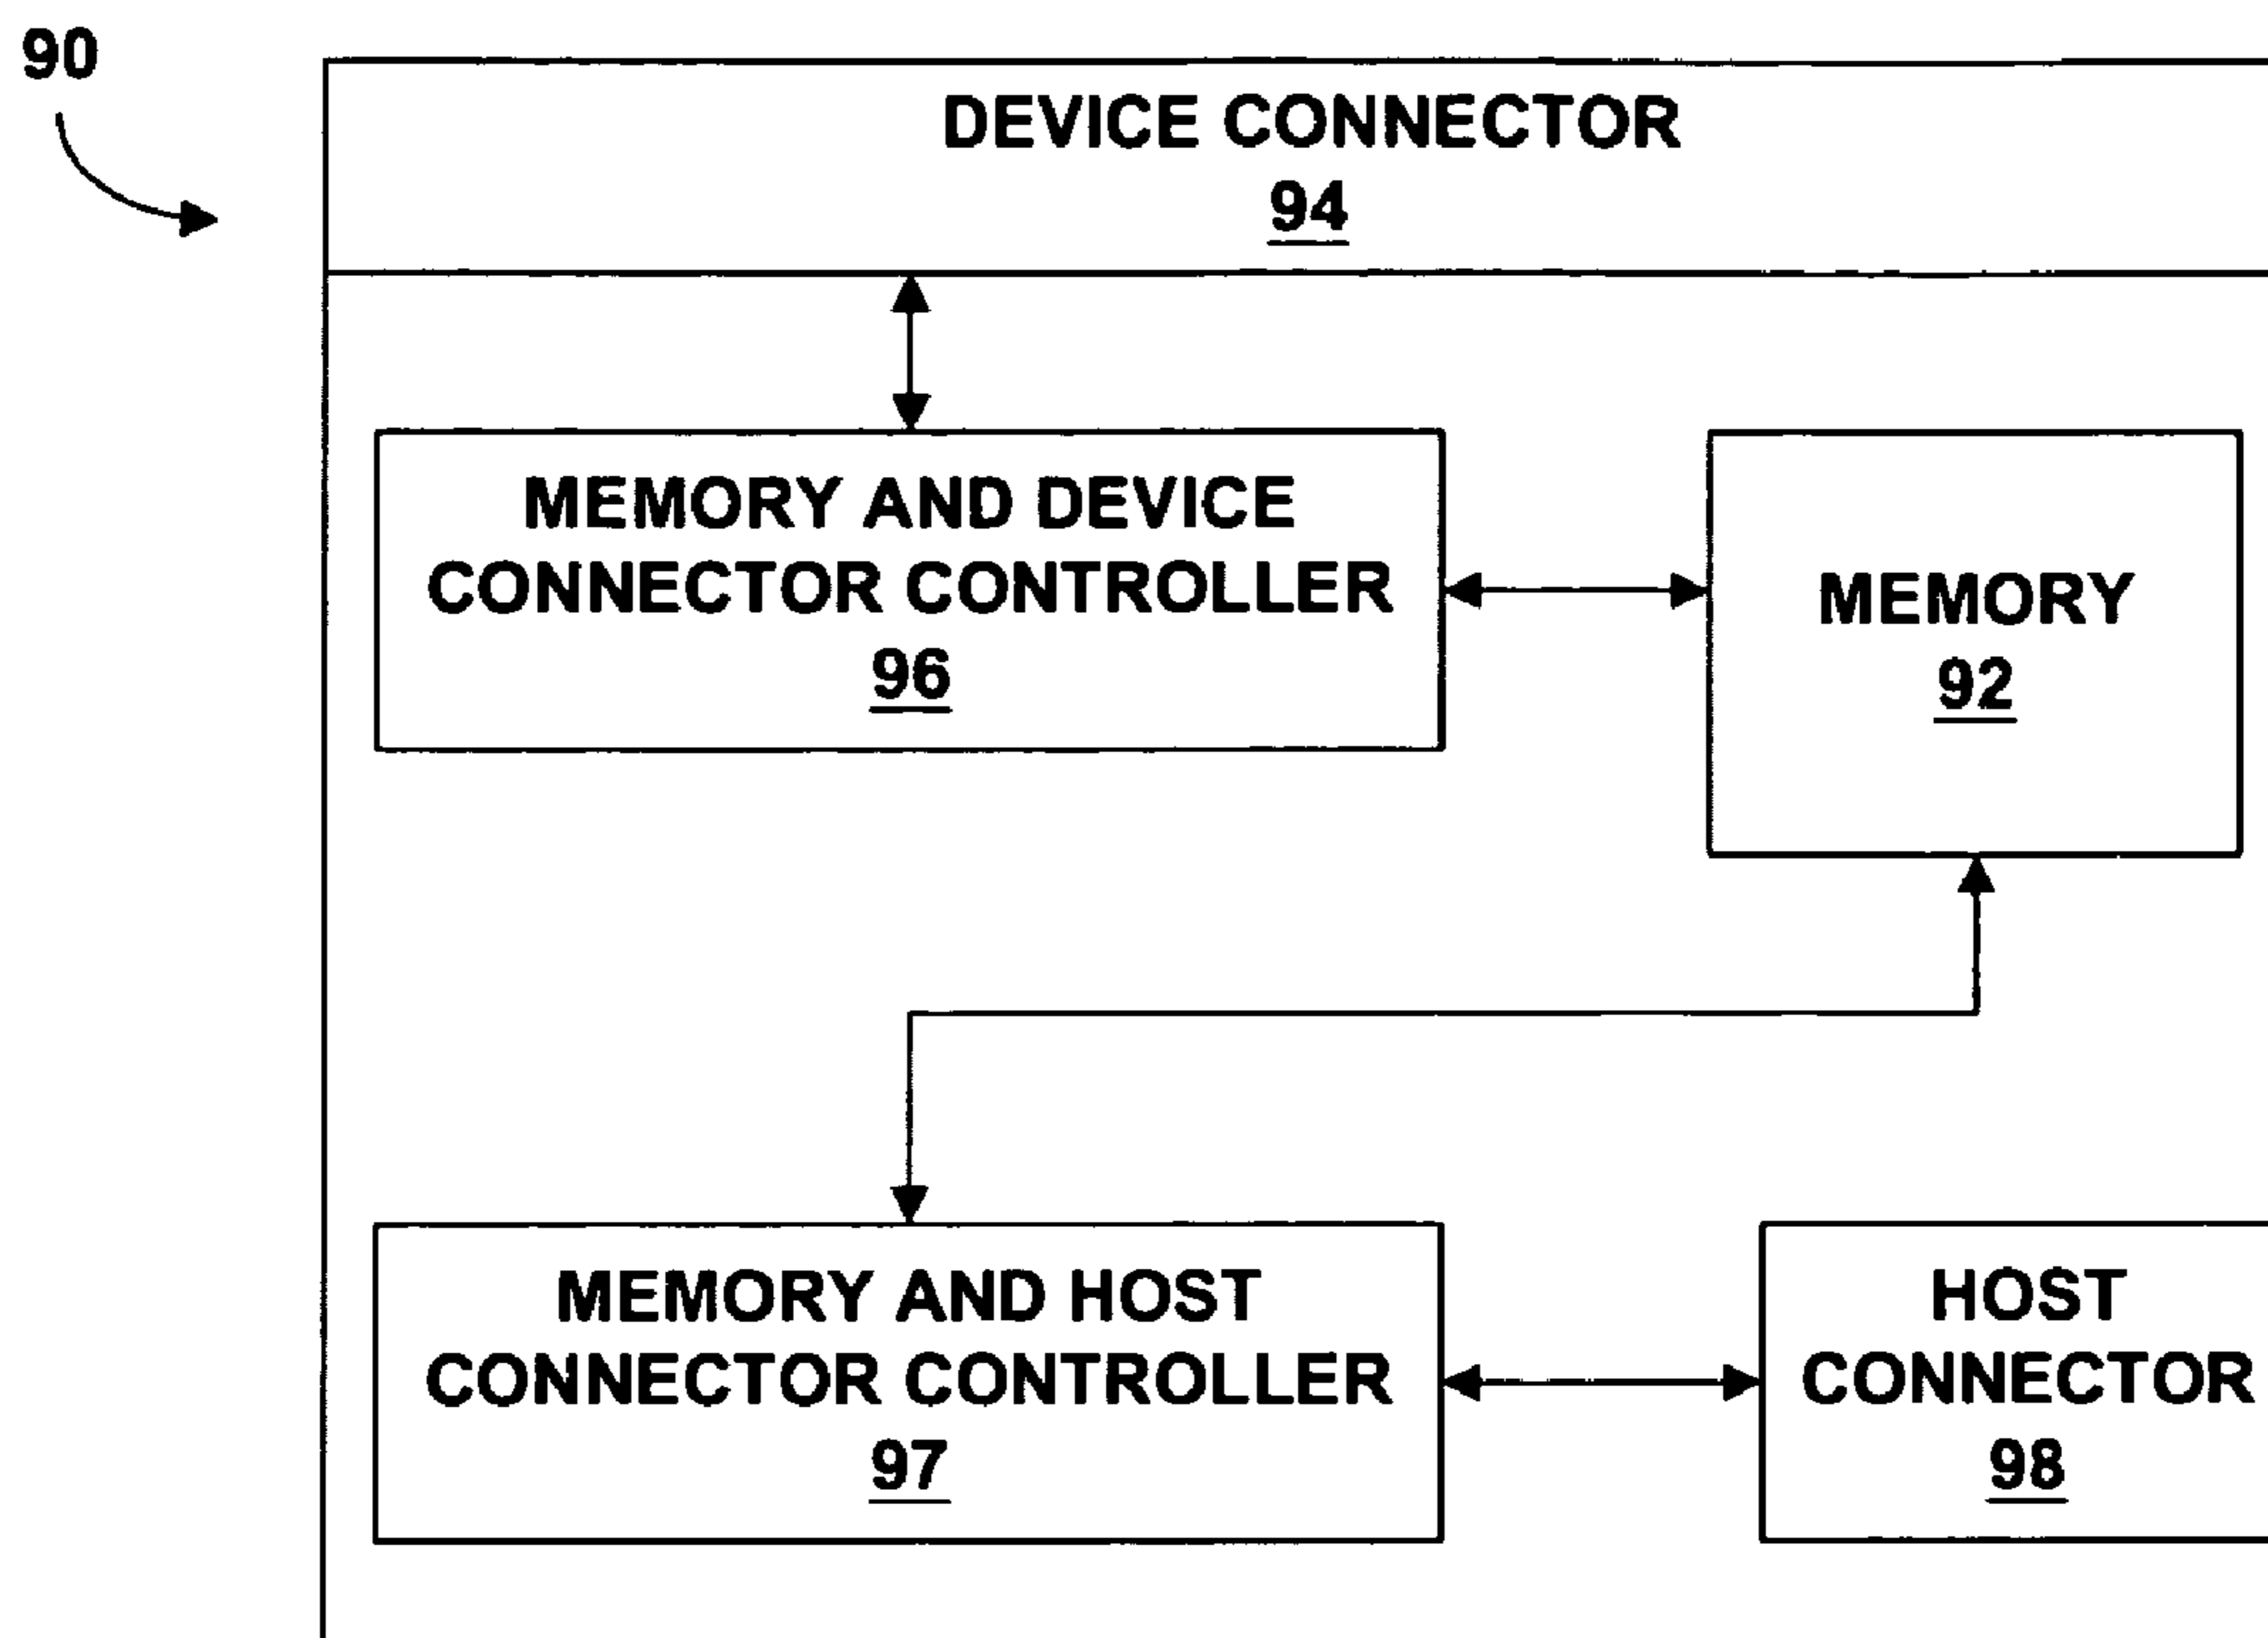 90
DEVICE CONNECTOR
94
MEMORY AND DEVICE
CONNECTOR CONTROLLER
96
MEMORY
92
MEMORY AND HOST
CONNECTOR CONTROLLER
97
HOST
CONNECTOR
98